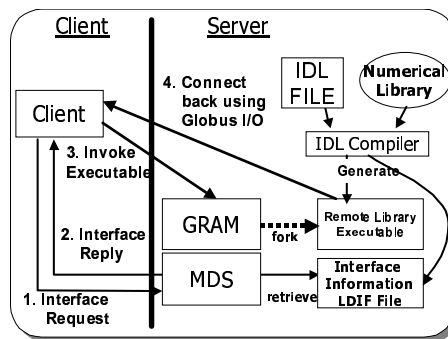 Client
Server
4. Connect
back using
Globus I/O
IDL
FILE
Numerical
Library
Client
IDL Compiler
3. Invoke
Executable
Generate
GRAM
fork
Remote Library
Executable
2. Interface
Reply
MDS
retrieve
Interface
Information
LDIF File
1. Interface
Request